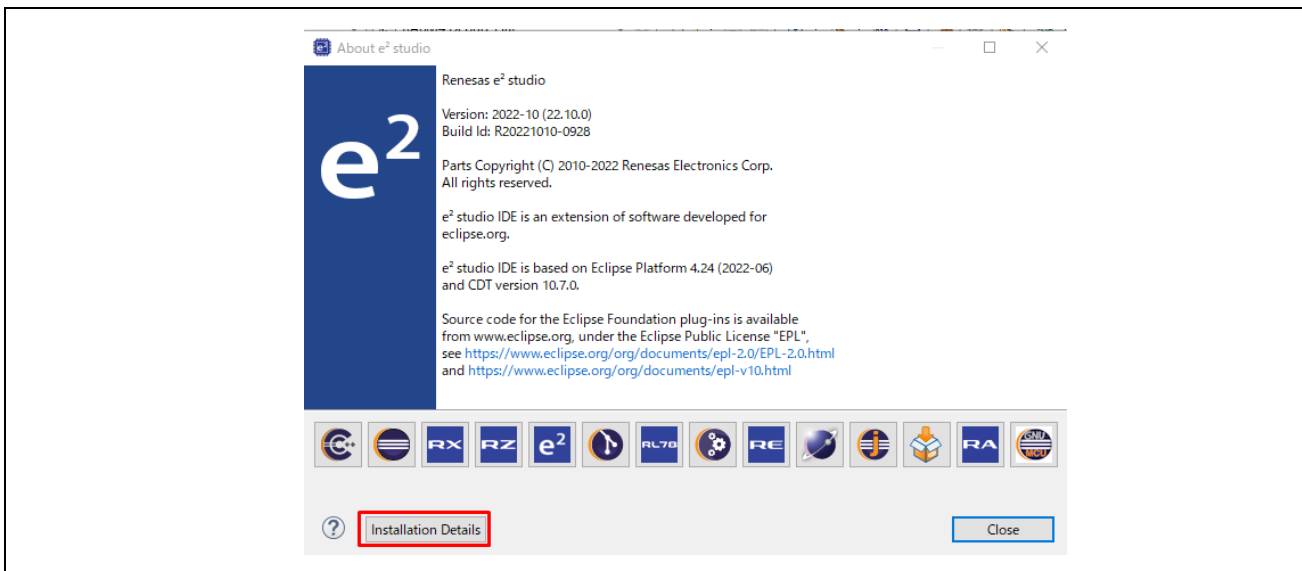 About e² studio
Renesas e² studio
Version: 2022-10 (22.10.0)
Build Id: R20221010-0928
Parts Copyright (C) 2010-2022 Renesas Electronics Corp.
All rights reserved.
e² studio IDE is an extension of software developed for
eclipse.org.
e² studio IDE is based on Eclipse Platform 4.24 (2022-06)
and CDT version 10.7.0.
Source code for the Eclipse Foundation plug-ins is available
from www.eclipse.org, under the Eclipse Public License "EPL",
see https://www.eclipse.org/org/documents/epl-2.0/EPL-2.0.html
and https://www.eclipse.org/org/documents/epl-v10.html
e²
C++ RX RZ e² RL78 RE j RA GNU MCU
? Installation Details Close